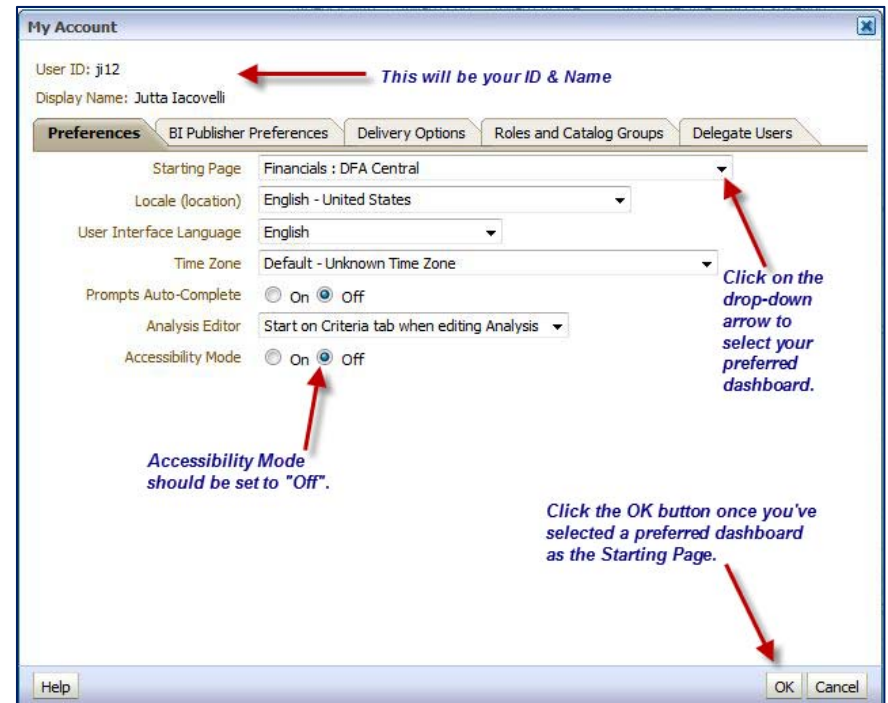 My Account
User ID: ji12
This will be your ID & Name
Display Name: Jutta Iacovelli
Preferences BI Publisher Preferences Delivery Options Roles and Catalog Groups Delegate Users
Starting Page Financials : DFA Central
Locale (location) English - United States
User Interface Language English
Time Zone Default - Unknown Time Zone
Prompts Auto-Complete On Off
Analysis Editor Start on Criteria tab when editing Analysis
Accessibility Mode On Off
Click on the
drop-down
arrow to
select your
preferred
dashboard.
Accessibility Mode
should be set to "Off".
Click the OK button once you've
selected a preferred dashboard
as the Starting Page.
Help OK Cancel